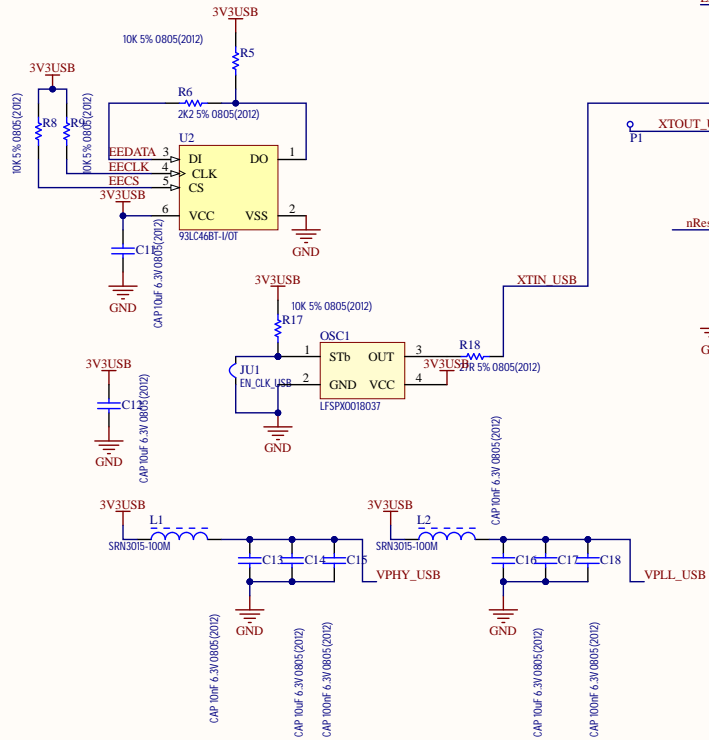 3V3USB
10K 5% 0805(2012)
R5
3V3USB
R6
2K2 5% 0805(2012)
10K 5% 0805(2012)
R8
R9
10K 5% 0805(2012)
U2
EEDATA 3 DI DO 1
EECLK 4 CLK
EECS 5 CS
3V3USB
6 VCC VSS 2
93LC46BT-I/OT
GND
C11
CAP 10uF 6.3V 0805(2012)
GND
P1
XTOUT_U
nRes
G
3V3USB
XTIN_USB
10K 5% 0805(2012)
R17
OSC1
1 STb OUT 3
R18
27R 5% 0805(2012)
3V3USB
JU1
EN_CLK_USB
2 GND VCC 4
LFSPXO018037
GND
3V3USB
C12
CAP 10uF 6.3V 0805(2012)
GND
CAP 10nF 6.3V 0805(2012)
3V3USB
L1
SRN3015-100M
C13
C14
C15
VPHY_USB
GND
CAP 10nF 6.3V 0805(2012)
CAP 10uF 6.3V 0805(2012)
CAP 100nF 6.3V 0805(2012)
3V3USB
L2
SRN3015-100M
C16
C17
C18
VPLL_USB
GND
CAP 10uF 6.3V 0805(2012)
CAP 100nF 6.3V 0805(2012)